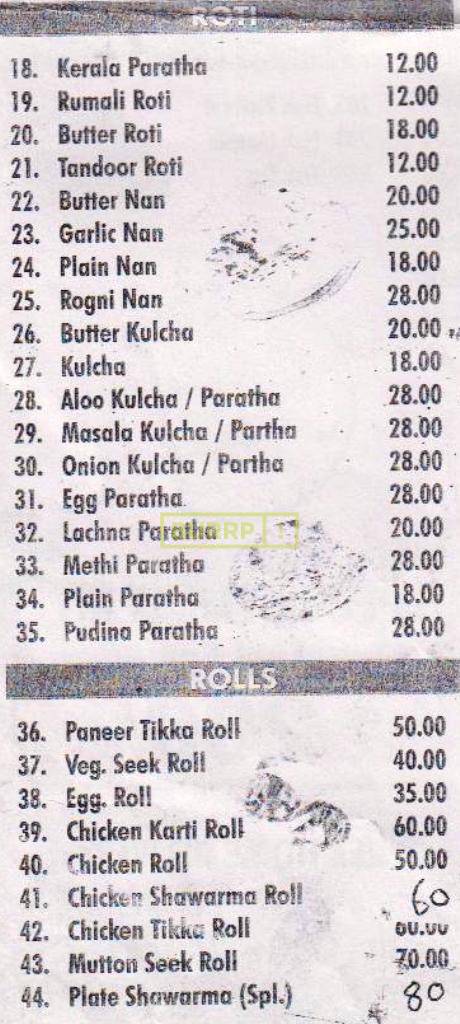 ROTI
18. Kerala Paratha 12.00
19. Rumali Roti 12.00
20. Butter Roti 18.00
21. Tandoor Roti 12.00
22. Butter Nan 20.00
23. Garlic Nan 25.00
24. Plain Nan 18.00
25. Rogni Nan 28.00
26. Butter Kulcha 20.00
27. Kulcha 18.00
28. Aloo Kulcha / Paratha 28.00
29. Masala Kulcha / Partha 28.00
30. Onion Kulcha / Partha 28.00
31. Egg Paratha 28.00
32. Lachna Paratha 20.00
33. Methi Paratha 28.00
34. Plain Paratha 18.00
35. Pudina Paratha 28.00
ROLLS
36. Paneer Tikka Roll 50.00
37. Veg. Seek Roll 40.00
38. Egg. Roll 35.00
39. Chicken Karti Roll 60.00
40. Chicken Roll 50.00
41. Chicken Shawarma Roll 60
42. Chicken Tikka Roll 60.00
43. Mutton Seek Roll 70.00
44. Plate Shawarma (Spl.) 80